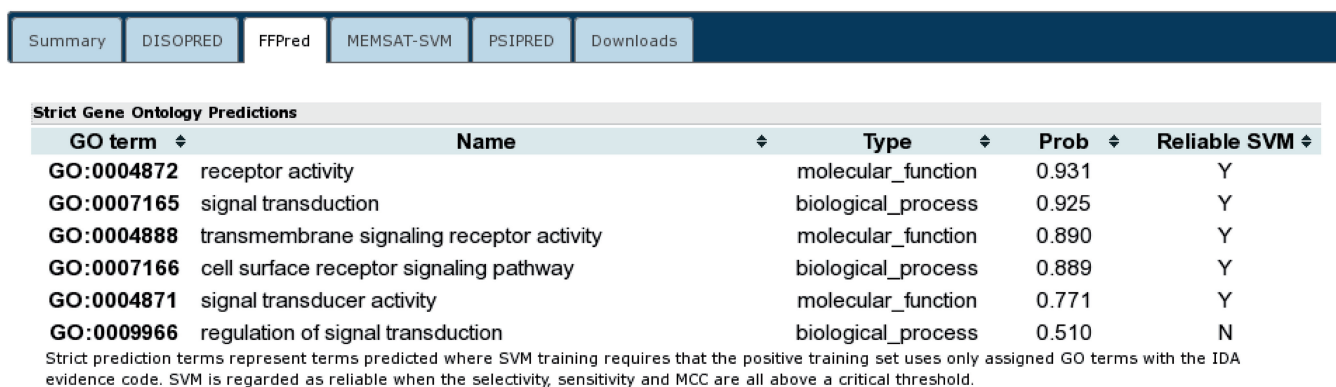 Summary DISOPRED FFPred MEMSAT-SVM PSIPRED Downloads
Strict Gene Ontology Predictions
GO term Name Type Prob Reliable SVM
GO:0004872 receptor activity molecular_function 0.931 Y
GO:0007165 signal transduction biological_process 0.925 Y
GO:0004888 transmembrane signaling receptor activity molecular_function 0.890 Y
GO:0007166 cell surface receptor signaling pathway biological_process 0.889 Y
GO:0004871 signal transducer activity molecular_function 0.771 Y
GO:0009966 regulation of signal transduction biological_process 0.510 N
Strict prediction terms represent terms predicted where SVM training requires that the positive training set uses only assigned GO terms with the IDA
evidence code. SVM is regarded as reliable when the selectivity, sensitivity and MCC are all above a critical threshold.